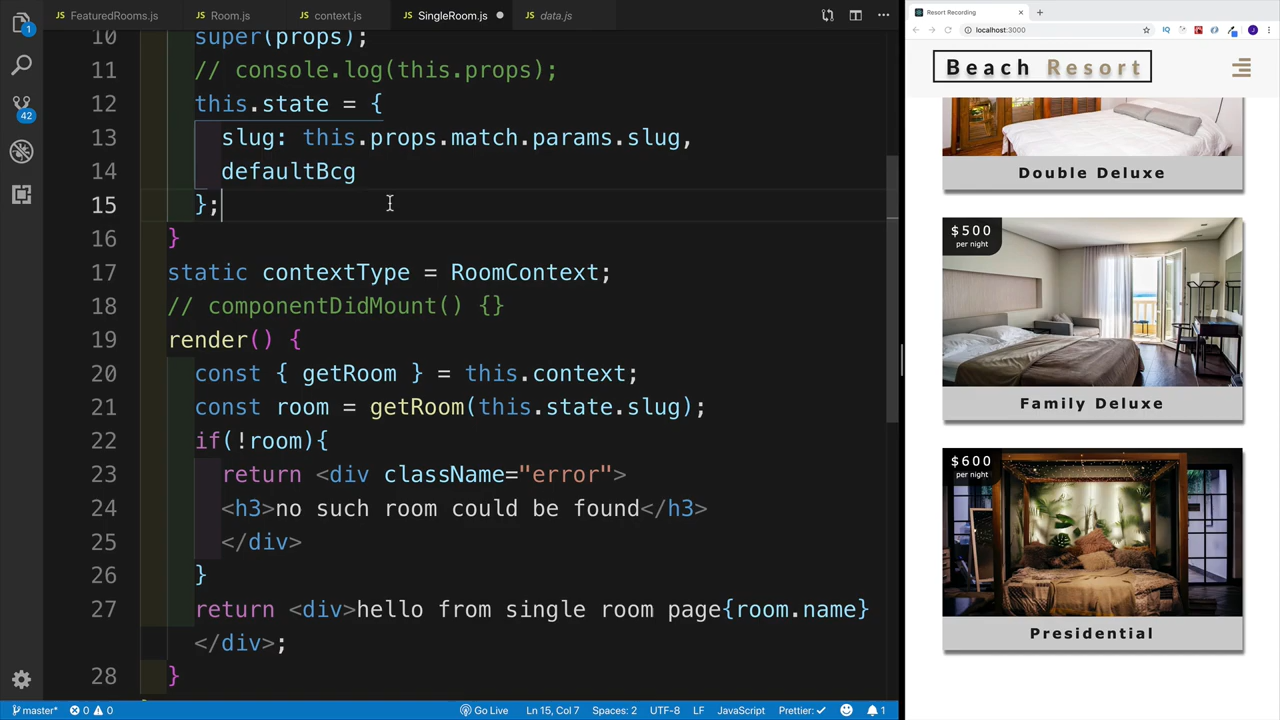 FeaturedRooms.js Room.js context.js SingleRoom.js data.js
1
42
10 super(props);
11 // console.log(this.props);
12 this.state = {
13 slug: this.props.match.params.slug,
14 defaultBcg
15 };
16 }
17 static contextType = RoomContext;
18 // componentDidMount() {}
19 render() {
20 const { getRoom } = this.context;
21 const room = getRoom(this.state.slug);
22 if(!room){
23 return <div className="error">
24 <h3>no such room could be found</h3>
25 </div>
26 }
27 return <div>hello from single room page{room.name}
</div>;
28 }
master* 0 0 Go Live Ln 15, Col 7 Spaces: 2 UTF-8 LF JavaScript Prettier: ✓ 1
Resort Recording
localhost:3000
Beach Resort
Double Deluxe
$500
per night
Family Deluxe
$600
per night
Presidential